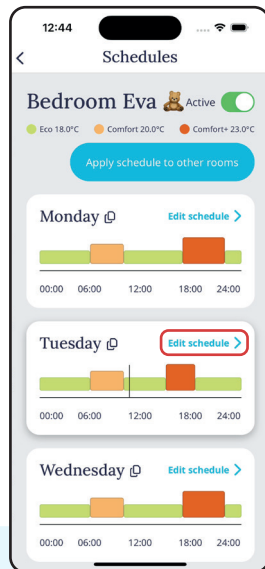 12:44
Schedules
Bedroom Eva 🧸 Active
Eco 18.0°C Comfort 20.0°C Comfort+ 23.0°C
Apply schedule to other rooms
Monday Edit schedule
00:00 06:00 12:00 18:00 24:00
Tuesday Edit schedule
00:00 06:00 12:00 18:00 24:00
Wednesday Edit schedule
00:00 06:00 12:00 18:00 24:00